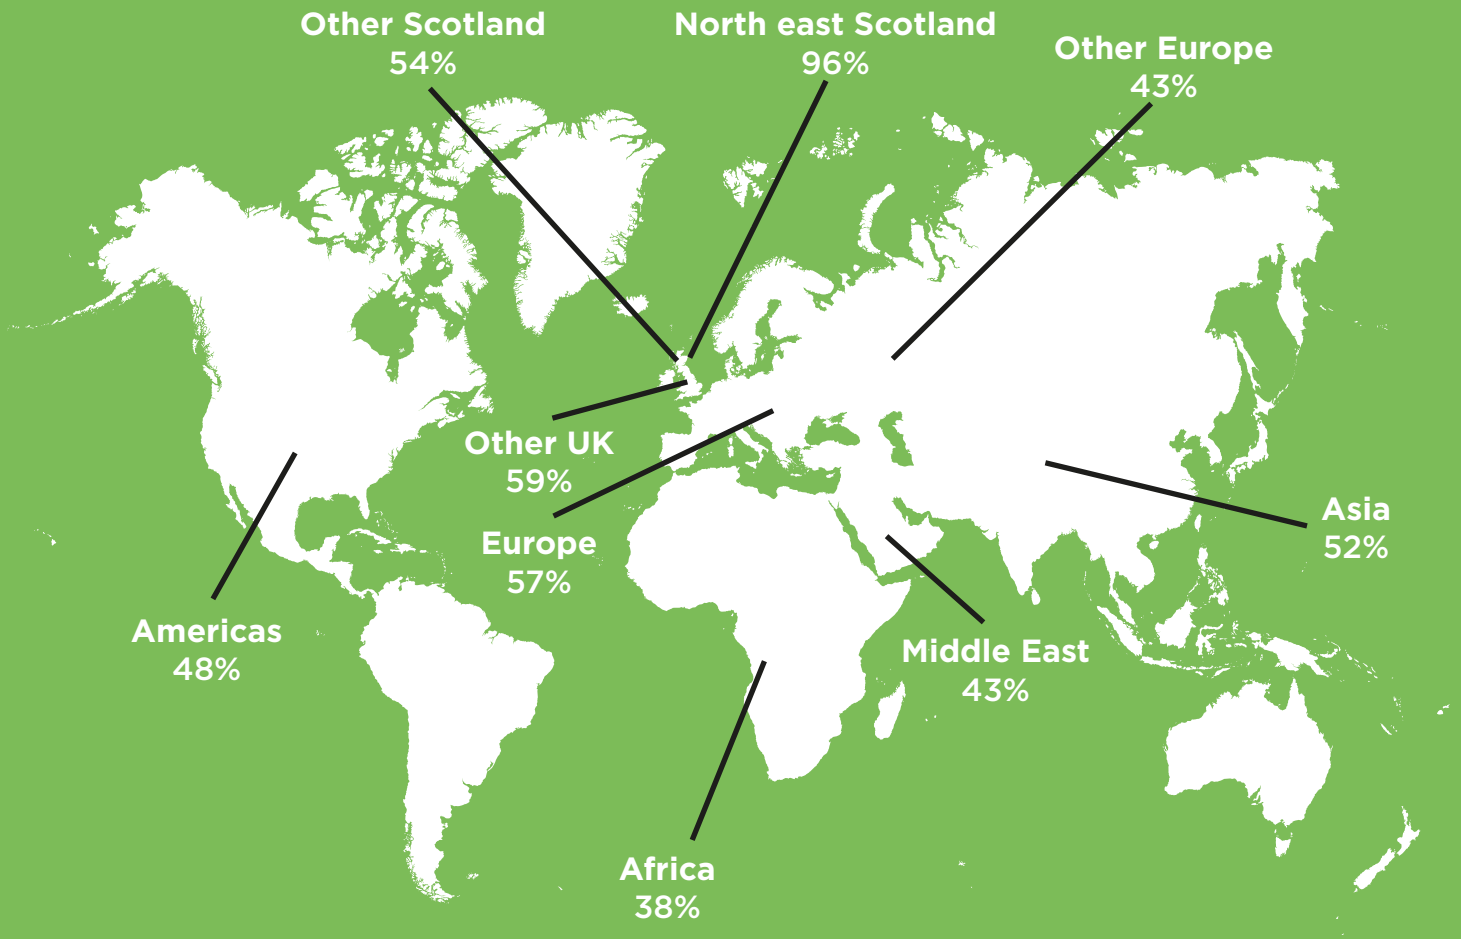 Other Scotland
54%
North east Scotland
96%
Other Europe
43%
Other UK
59%
Europe
57%
Asia
52%
Americas
48%
Middle East
43%
Africa
38%